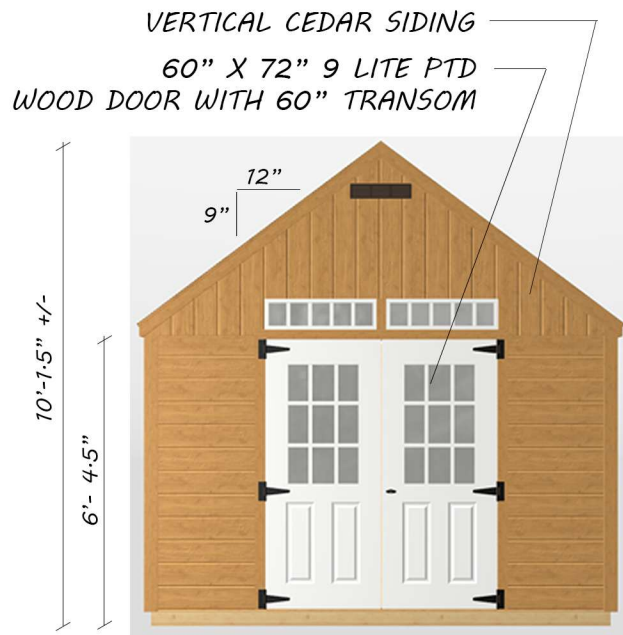 VERTICAL CEDAR SIDING
60” X 72” 9 LITE PTD
WOOD DOOR WITH 60” TRANSOM
12”
9”
10’-1.5” +/-
6’- 4.5”